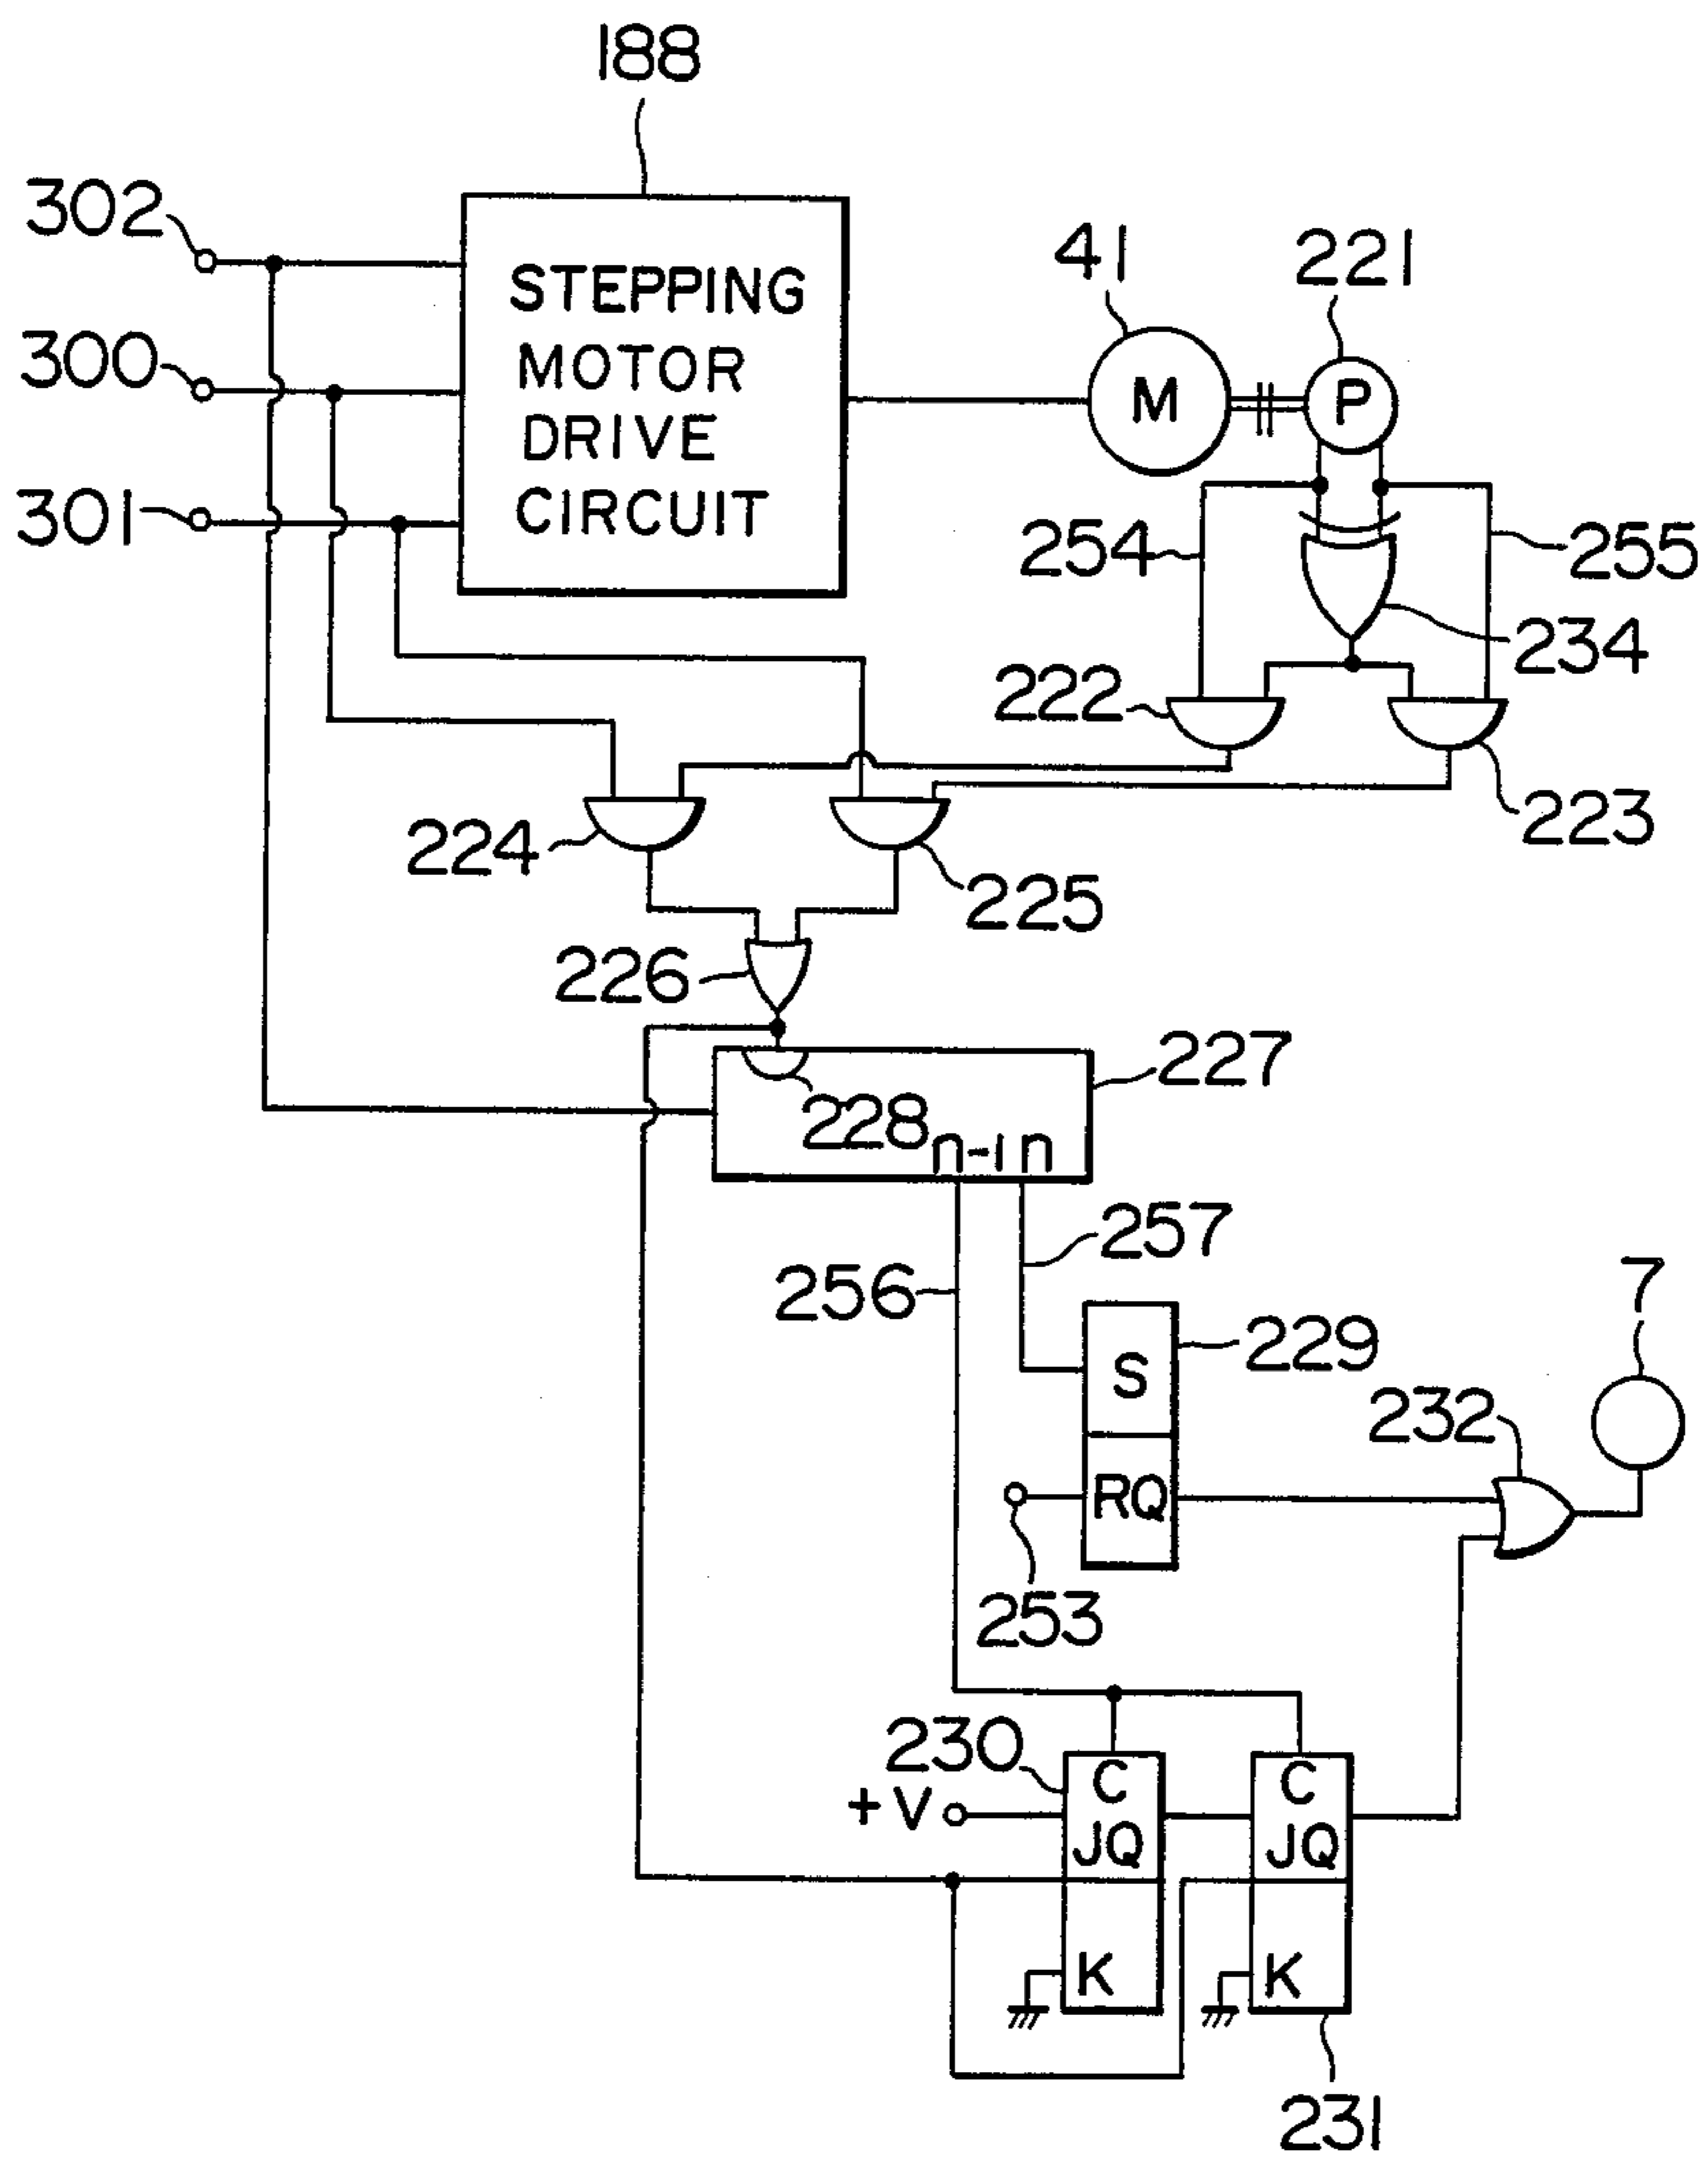 188
302
41
221
300
STEPPING
MOTOR
DRIVE
CIRCUIT
M
P
301
254
255
234
222
223
224
225
226
227
228
n-1 n
257
256
7
S
229
232
RQ
253
230
C
C
+V
JQ
JQ
K
K
231